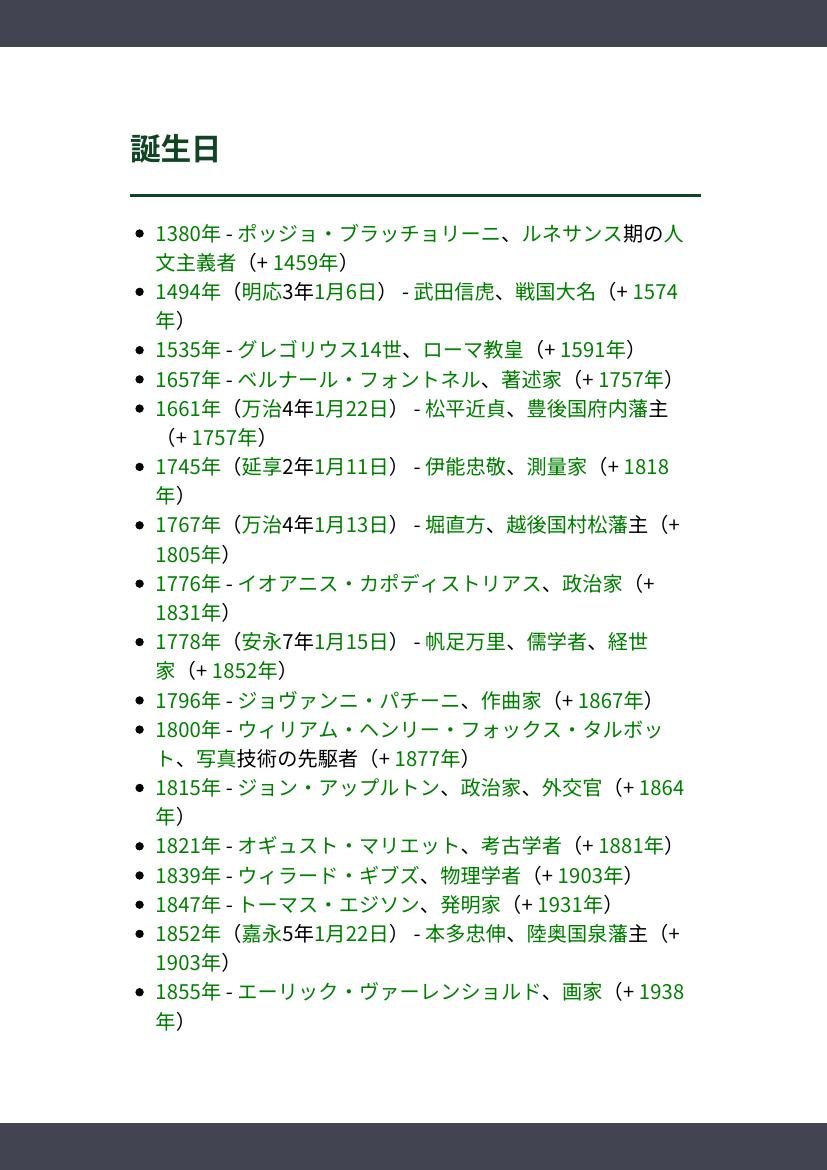 誕生日
• 1380年 - ポッジョ・ブラッチョリーニ、ルネサンス期の人
文主義者（+ 1459年）
• 1494年（明応3年1月6日） - 武田信虎、戦国大名（+ 1574
年）
• 1535年 - グレゴリウス14世、ローマ教皇（+ 1591年）
• 1657年 - ベルナール・フォントネル、著述家（+ 1757年）
• 1661年（万治4年1月22日） - 松平近貞、豊後国府内藩主
（+ 1757年）
• 1745年（延享2年1月11日） - 伊能忠敬、測量家（+ 1818
年）
• 1767年（万治4年1月13日） - 堀直方、越後国村松藩主（+
1805年）
• 1776年 - イオアニス・カポディストリアス、政治家（+
1831年）
• 1778年（安永7年1月15日） - 帆足万里、儒学者、経世
家（+ 1852年）
• 1796年 - ジョヴァンニ・パチーニ、作曲家（+ 1867年）
• 1800年 - ウィリアム・ヘンリー・フォックス・タルボッ
ト、写真技術の先駆者（+ 1877年）
• 1815年 - ジョン・アップルトン、政治家、外交官（+ 1864
年）
• 1821年 - オギュスト・マリエット、考古学者（+ 1881年）
• 1839年 - ウィラード・ギブズ、物理学者（+ 1903年）
• 1847年 - トーマス・エジソン、発明家（+ 1931年）
• 1852年（嘉永5年1月22日） - 本多忠伸、陸奥国泉藩主（+
1903年）
• 1855年 - エーリック・ヴァーレンショルド、画家（+ 1938
年）